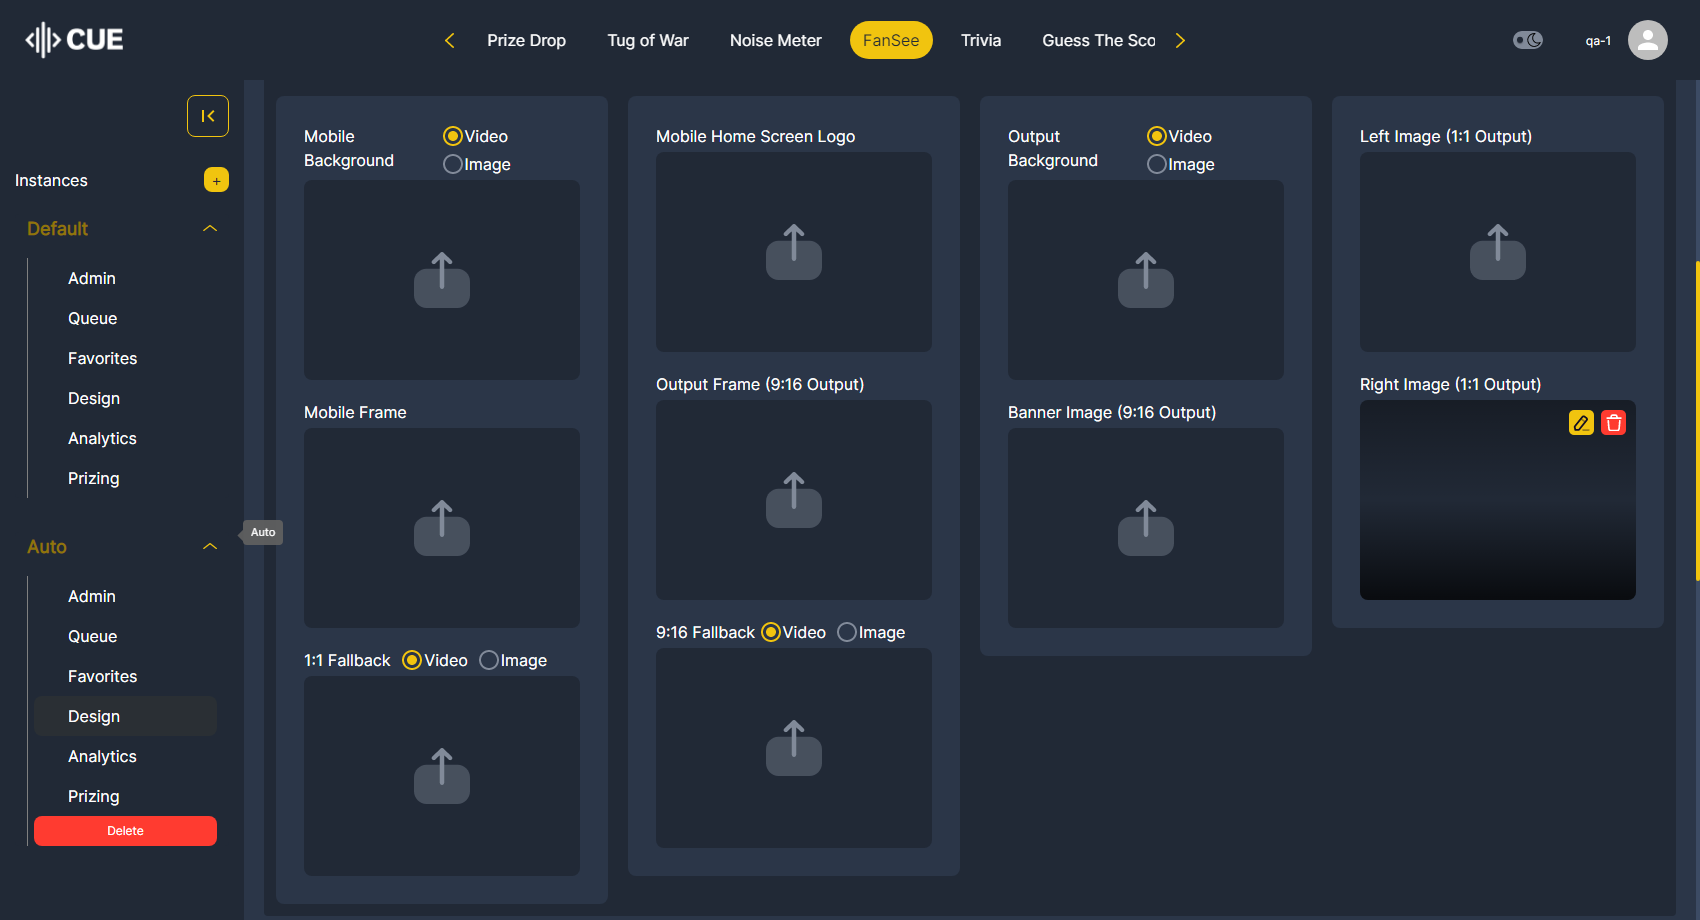 CUE
Prize Drop
Tug of War
Noise Meter
FanSee
Trivia
Guess The Sco
qa-1
Instances
+
Default
Admin
Queue
Favorites
Design
Analytics
Prizing
Auto
Auto
Admin
Queue
Favorites
Design
Analytics
Prizing
Delete
Mobile
Background
Video
Image
Mobile Frame
1:1 Fallback Video Image
Mobile Home Screen Logo
Output Frame (9:16 Output)
9:16 Fallback Video Image
Output
Background
Video
Image
Banner Image (9:16 Output)
Left Image (1:1 Output)
Right Image (1:1 Output)